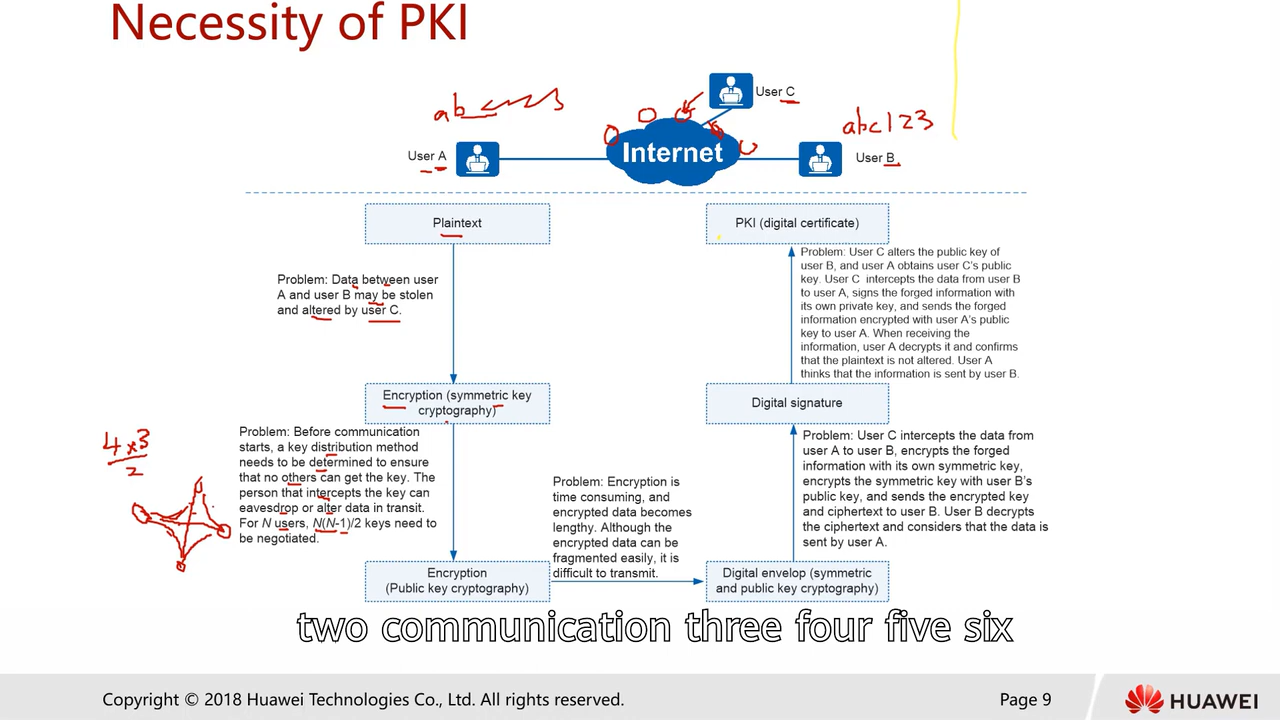 Necessity of PKI
User C
ab
abc123
Internet
User A
User B
Plaintext
PKI (digital certificate)
Problem: Data between user
A and user B may be stolen
and altered by user C.
Problem: User C alters the public key of
user B, and user A obtains user C's public
key. User C intercepts the data from user B
to user A, signs the forged information with
its own private key, and sends the forged
information encrypted with user A's public
key to user A. When receiving the
information, user A decrypts it and confirms
that the plaintext is not altered. User A
thinks that the information is sent by user B.
Encryption (symmetric key
cryptography)
Digital signature
4x3
2
Problem: Before communication
starts, a key distribution method
needs to be determined to ensure
that no others can get the key. The
person that intercepts the key can
eavesdrop or alter data in transit.
For N users, N(N-1)/2 keys need to
be negotiated.
Problem: Encryption is
time consuming, and
encrypted data becomes
lengthy. Although the
encrypted data can be
fragmented easily, it is
difficult to transmit.
Problem: User C intercepts the data from
user A to user B, encrypts the forged
information with its own symmetric key,
encrypts the symmetric key with user B's
public key, and sends the encrypted key
and ciphertext to user B. User B decrypts
the ciphertext and considers that the data is
sent by user A.
Encryption
(Public key cryptography)
Digital envelop (symmetric
and public key cryptography)
two communication three four five six
Copyright © 2018 Huawei Technologies Co., Ltd. All rights reserved.
Page 9
HUAWEI